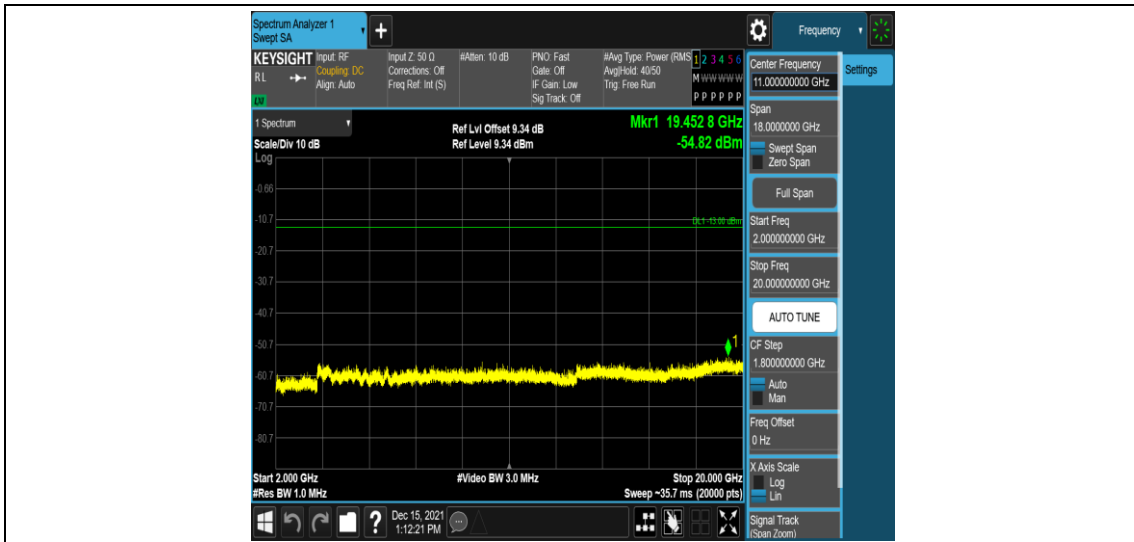 Spectrum Analyzer 1
Swept SA
Frequency
KEYSIGHT
RL
Input: RF
Coupling: DC
Align: Auto
Input Z: 50 Ω
Corrections: Off
Freq Ref: Int (S)
#Atten: 10 dB
PNO: Fast
Gate: Off
IF Gain: Low
Sig Track: Off
#Avg Type: Power (RMS
Avg|Hold: 40/50
Trig: Free Run
1 2 3 4 5 6
M W W W W W
P P P P P P
1 Spectrum
Scale/Div 10 dB
Ref Lvl Offset 9.34 dB
Ref Level 9.34 dBm
Mkr1 19.452 8 GHz
-54.82 dBm
Log
-0.66
-10.7
DL1 -13.00 dBm
-20.7
-30.7
-40.7
-50.7
1
-60.7
-70.7
-80.7
Start 2.000 GHz
#Res BW 1.0 MHz
#Video BW 3.0 MHz
Stop 20.000 GHz
Sweep ~35.7 ms (20000 pts)
Dec 15, 2021
1:12:21 PM
Center Frequency
11.000000000 GHz
Settings
Span
18.0000000 GHz
Swept Span
Zero Span
Full Span
Start Freq
2.000000000 GHz
Stop Freq
20.000000000 GHz
AUTO TUNE
CF Step
1.800000000 GHz
Auto
Man
Freq Offset
0 Hz
X Axis Scale
Log
Lin
Signal Track
(Span Zoom)